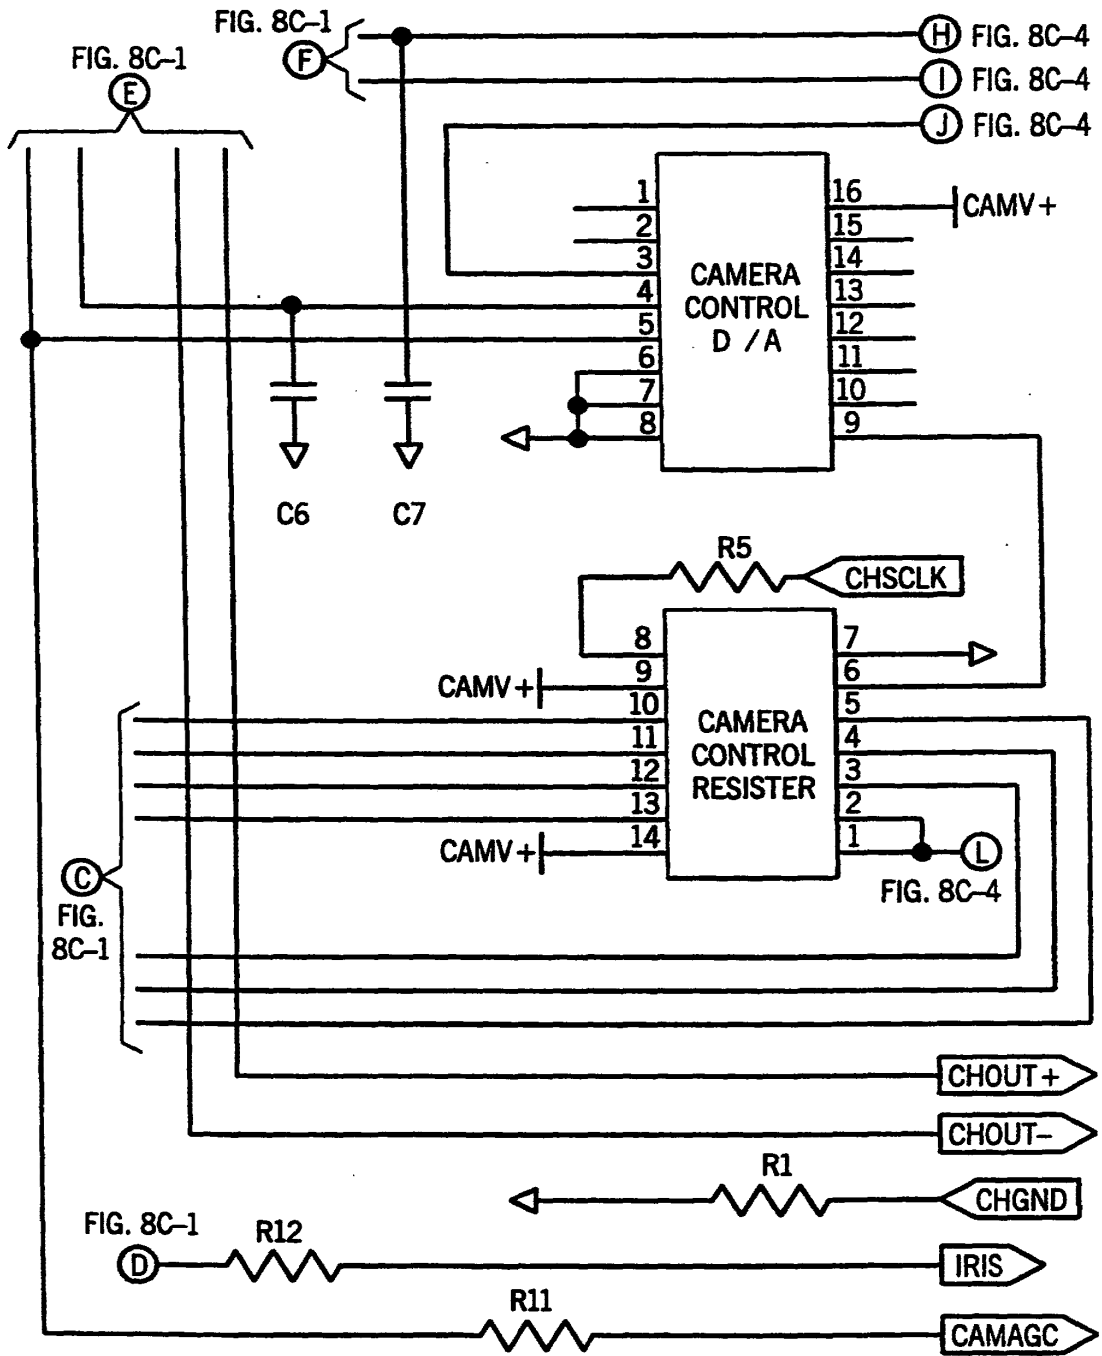 FIG. 8C-1
F
H FIG. 8C-4
FIG. 8C-1
E
I FIG. 8C-4
J FIG. 8C-4
1
2
3
4
5
6
7
8
CAMERA
CONTROL
D / A
16
15
14
13
12
11
10
9
CAMV+
C6
C7
R5
CHSCLK
8
9
10
11
12
13
14
CAMV+
CAMV+
CAMERA
CONTROL
RESISTER
7
6
5
4
3
2
1
L
FIG. 8C-4
C
FIG.
8C-1
CHOUT+
CHOUT-
R1
CHGND
FIG. 8C-1
D
R12
IRIS
R11
CAMAGC